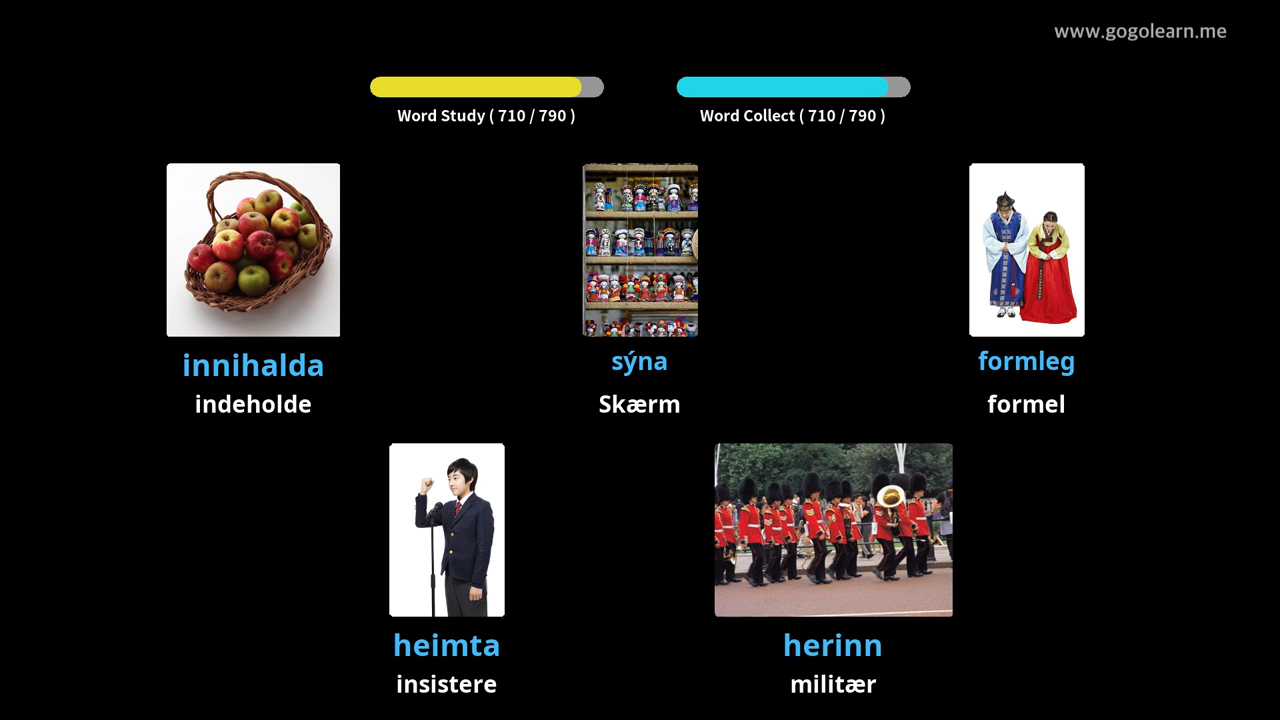 www.gogolearn.me
Word Study ( 710 / 790 )
Word Collect ( 710 / 790 )
innihalda
indeholde
sýna
Skærm
formleg
formel
heimta
insistere
herinn
militær